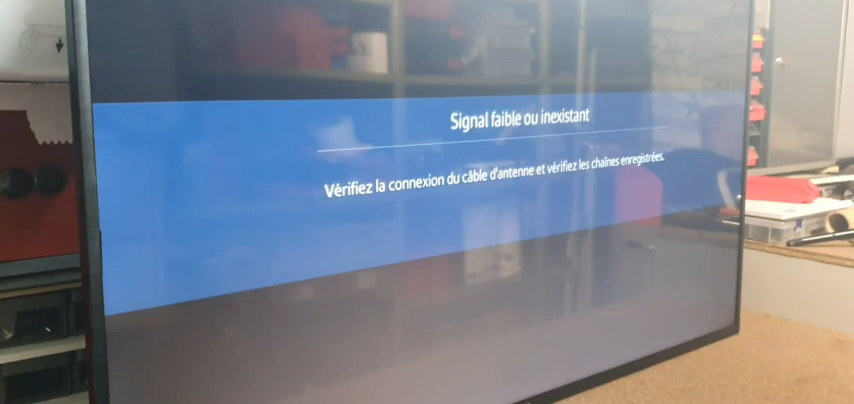 Signal faible ou inexistant
Vérifiez la connexion du câble d'antenne et vérifiez les chaînes enregistrées.